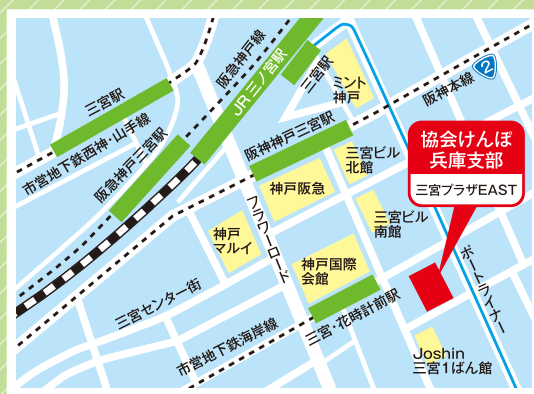 阪急神戸線
JR 三ノ宮駅
三宮駅
ミント
神戸
阪神本線
2
三宮駅
市営地下鉄西神・山手線
阪急神戸三宮駅
阪神神戸三宮駅
三宮ビル
北館
協会けんぽ
兵庫支部
三宮プラザEAST
神戸阪急
フラワーロード
三宮ビル
南館
神戸
マルイ
神戸国際
会館
ポートライナー
三宮センター街
三宮・花時計前駅
市営地下鉄海岸線
Joshin
三宮1ばん館